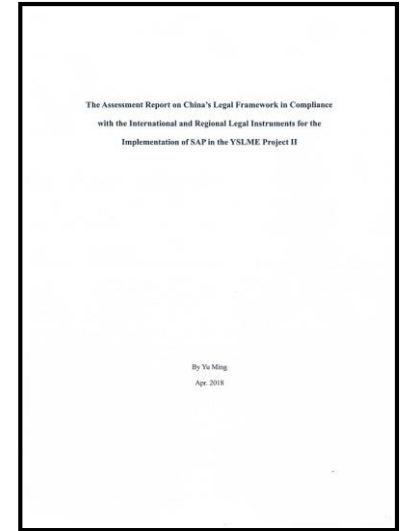 The Assessment Report on China's Legal Framework in Compliance
with the International and Regional Legal Instruments for the
Implementation of SAP in the YSLME Project II
By Yu Ming
Apr. 2018